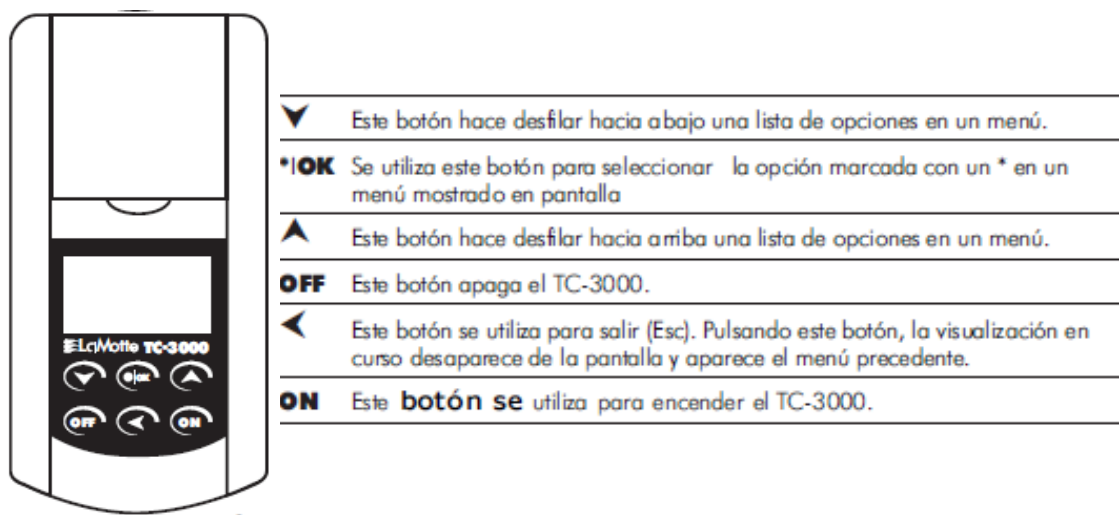 LaMotte TC-3000
*|OK
OFF
ON
Este botón hace desfilar hacia abajo una lista de opciones en un menú.
*|OK Se utiliza este botón para seleccionar la opción marcada con un * en un
menú mostrado en pantalla
Este botón hace desfilar hacia arriba una lista de opciones en un menú.
OFF Este botón apaga el TC-3000.
Este botón se utiliza para salir (Esc). Pulsando este botón, la visualización en
curso desaparece de la pantalla y aparece el menú precedente.
ON Este botón se utiliza para encender el TC-3000.